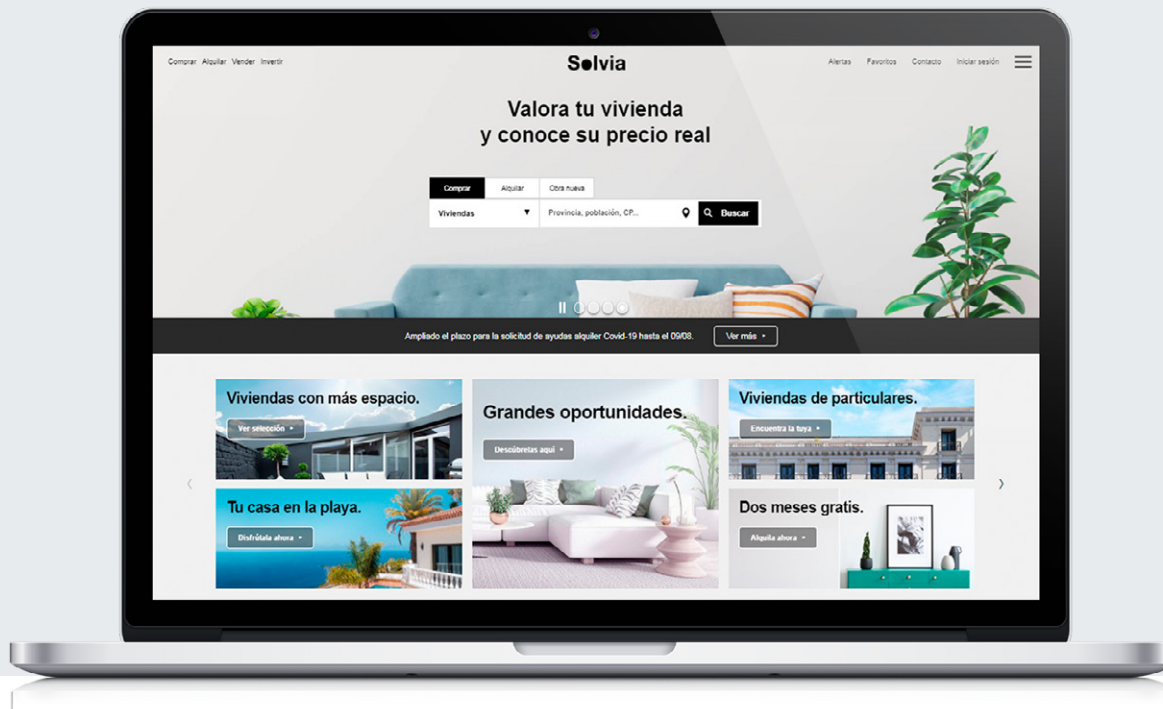 Comprar Alquilar Vender Invertir
Solvia
Alertas Favoritos Contacto Iniciar sesión
Valora tu vivienda
y conoce su precio real
Comprar Alquilar Obra nueva
Viviendas Provincia, población, CP... Buscar
Ampliado el plazo para la solicitud de ayudas alquiler Covid-19 hasta el 09/08. Ver más
Viviendas con más espacio.
Ver selección
Grandes oportunidades.
Descúbrelas aquí
Viviendas de particulares.
Encuentra la tuya
Tu casa en la playa.
Disfrútala ahora
Dos meses gratis.
Alquila ahora